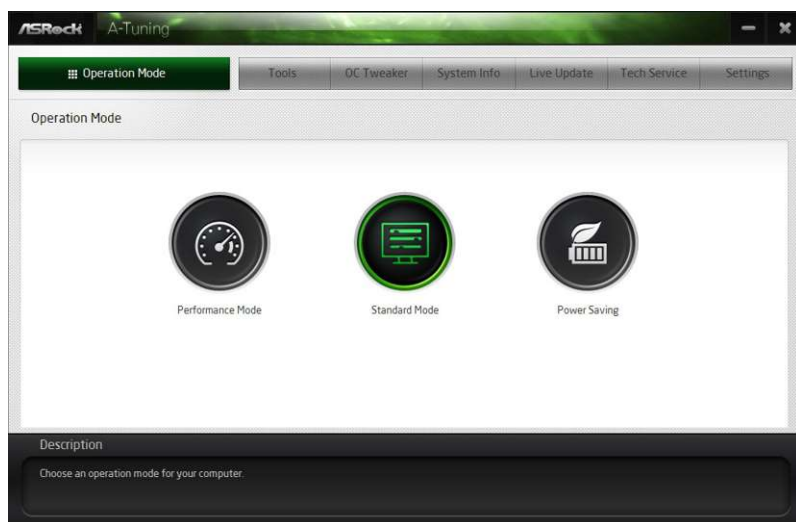 ASRock A-Tuning
Operation Mode Tools OC Tweaker System Info Live Update Tech Service Settings
Operation Mode
Performance Mode Standard Mode Power Saving
Description
Choose an operation mode for your computer.